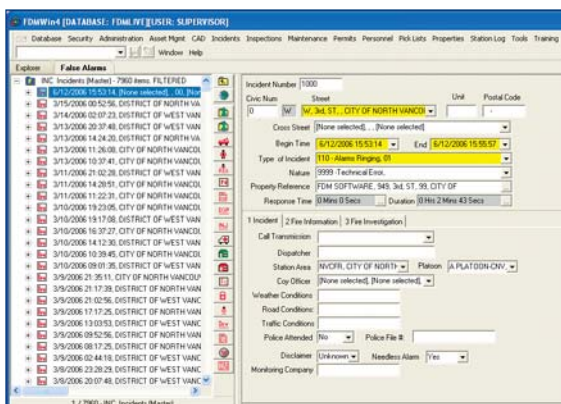 FDMWin4 [DATABASE: FDMLIVE][USER: SUPERVISOR]
Database Security Administration Asset Mgmt CAD Incidents Inspections Maintenance Permits Personnel Pick Lists Properties Station Log Tools Training
Window Help
Explorer False Alarms
INC Incidents (Master) - 7960 items. FILTERED
6/12/2006 15:53:14, [None selected], , 00, [Non
3/15/2006 00:52:56, DISTRICT OF NORTH VA
3/14/2006 02:07:23, DISTRICT OF WEST VAN
3/13/2006 20:37:48, DISTRICT OF WEST VAN
3/13/2006 14:24:20, DISTRICT OF NORTH VA
3/12/2006 11:26:08, CITY OF NORTH VANCOL
3/12/2006 10:37:41, CITY OF NORTH VANCOL
3/11/2006 21:02:28, DISTRICT OF WEST VAN
3/11/2006 14:28:51, CITY OF NORTH VANCOL
3/11/2006 11:22:31, CITY OF NORTH VANCOL
3/10/2006 19:23:05, CITY OF NORTH VANCOL
3/10/2006 19:17:08, DISTRICT OF WEST VAN
3/10/2006 16:37:27, CITY OF NORTH VANCOL
3/10/2006 14:12:30, DISTRICT OF WEST VAN
3/10/2006 10:39:45, CITY OF NORTH VANCOL
3/10/2006 09:01:35, DISTRICT OF WEST VAN
3/9/2006 21:35:11, CITY OF NORTH VANCOUV
3/9/2006 21:17:39, DISTRICT OF NORTH VAN
3/9/2006 21:02:56, DISTRICT OF WEST VANC
3/9/2006 17:17:25, DISTRICT OF NORTH VAN
3/9/2006 13:03:53, DISTRICT OF WEST VANC
3/9/2006 09:52:56, DISTRICT OF NORTH VAN
3/9/2006 08:17:25, DISTRICT OF NORTH VAN
3/9/2006 02:44:18, DISTRICT OF WEST VANC
3/8/2006 23:28:29, DISTRICT OF WEST VANC
3/8/2006 20:07:48, DISTRICT OF WEST VANC
1 / 7960 - INC Incidents (Master)
Incident Number 1000
Civic Num Street Unit Postal Code
0 W W, 3rd, ST, , CITY OF NORTH VANCOU -
Cross Street [None selected], , , [None selected]
Begin Time 6/12/2006 15:53:14 End 6/12/2006 15:55:57
Type of Incident 110 - Alarms Ringing, 01
Nature 9999 -Technical Error,
Property Reference FDM SOFTWARE, 949, 3rd, ST, 99, CITY OF
Response Time 0 Mins 0 Secs Duration 0 Hrs 2 Mins 43 Secs
1 Incident 2 Fire Information 3 Fire Investigation
Call Transmission
Dispatcher
Station Area NVCFR, CITY OF NORTH Platoon A PLATOON-CNV,
Coy Officer [None selected], [None selected],
Weather Conditions
Road Conditions
Traffic Conditions
Police Attended No Police File #:
Disclaimer Unknown Needless Alarm Yes
Monitoring Company